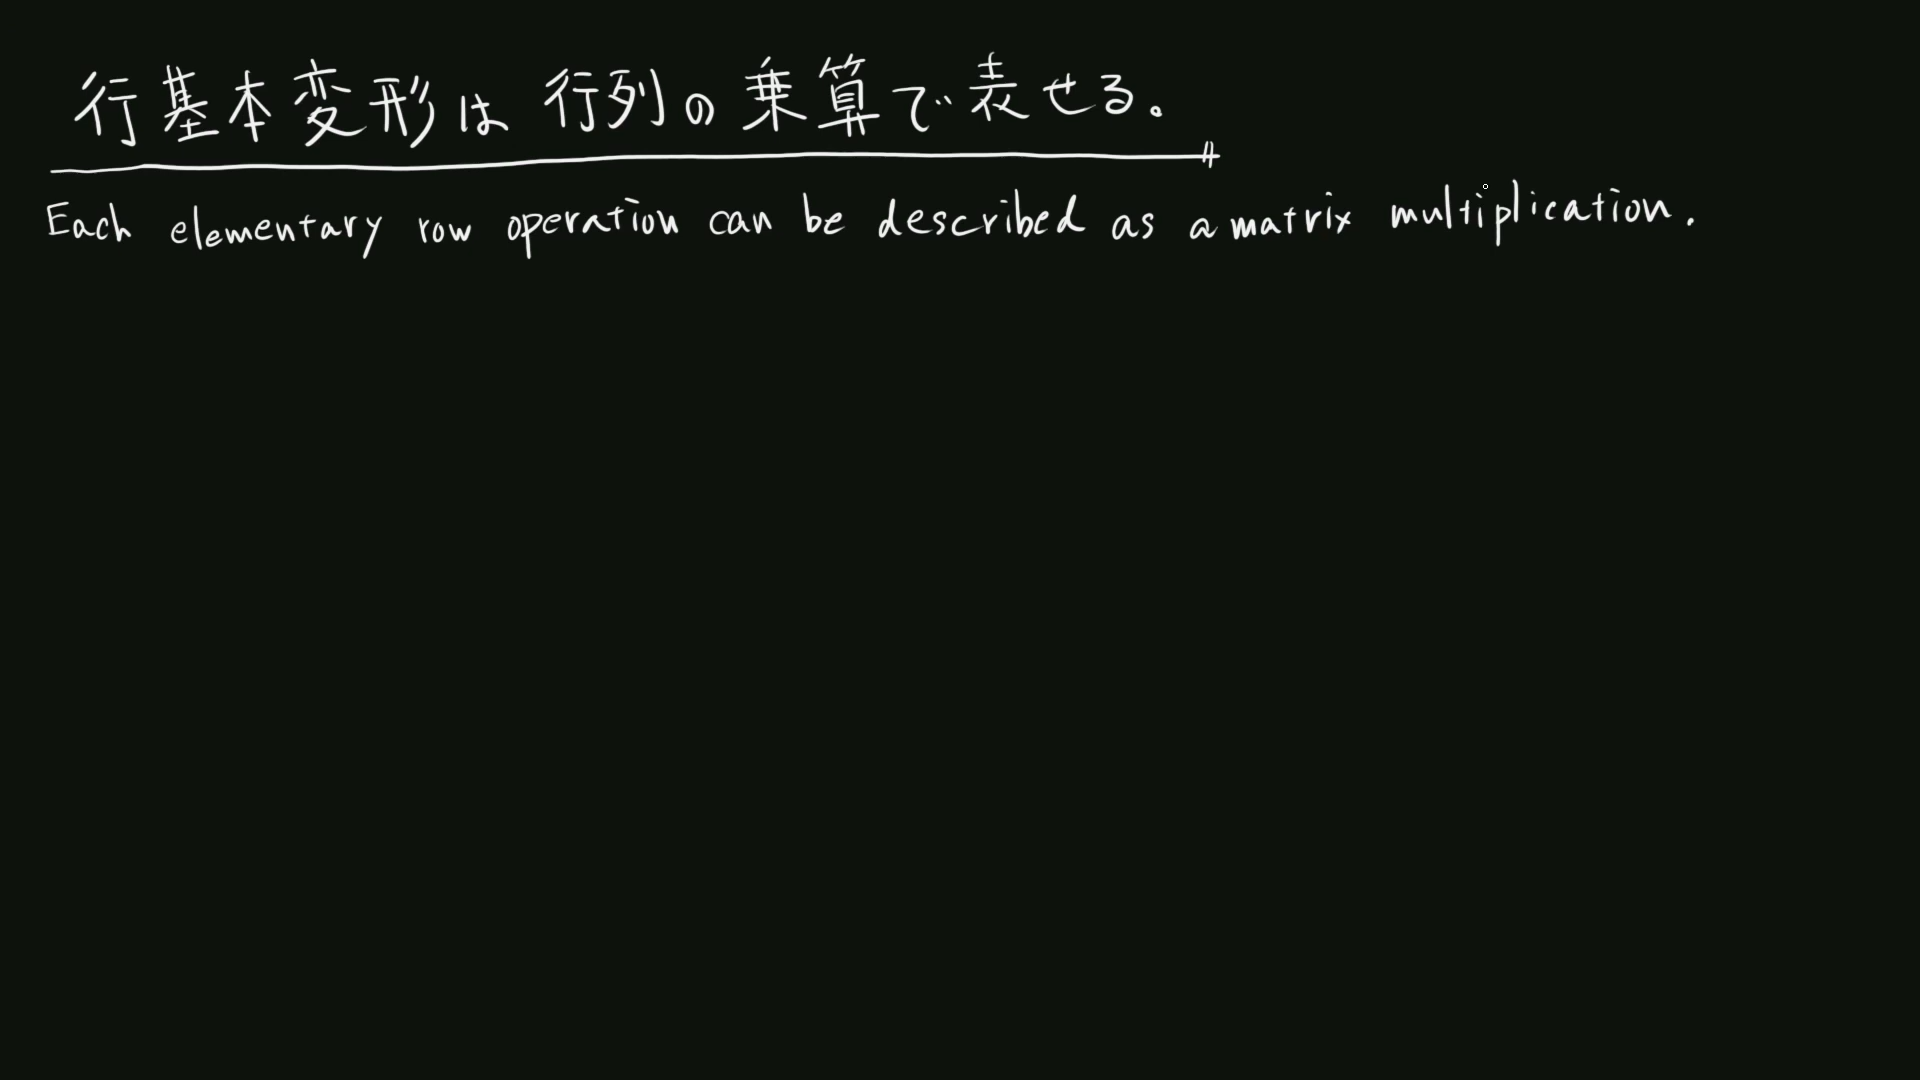 行基本変形は行列の乗算で表せる。
Each elementary row operation can be described as a matrix multiplication.